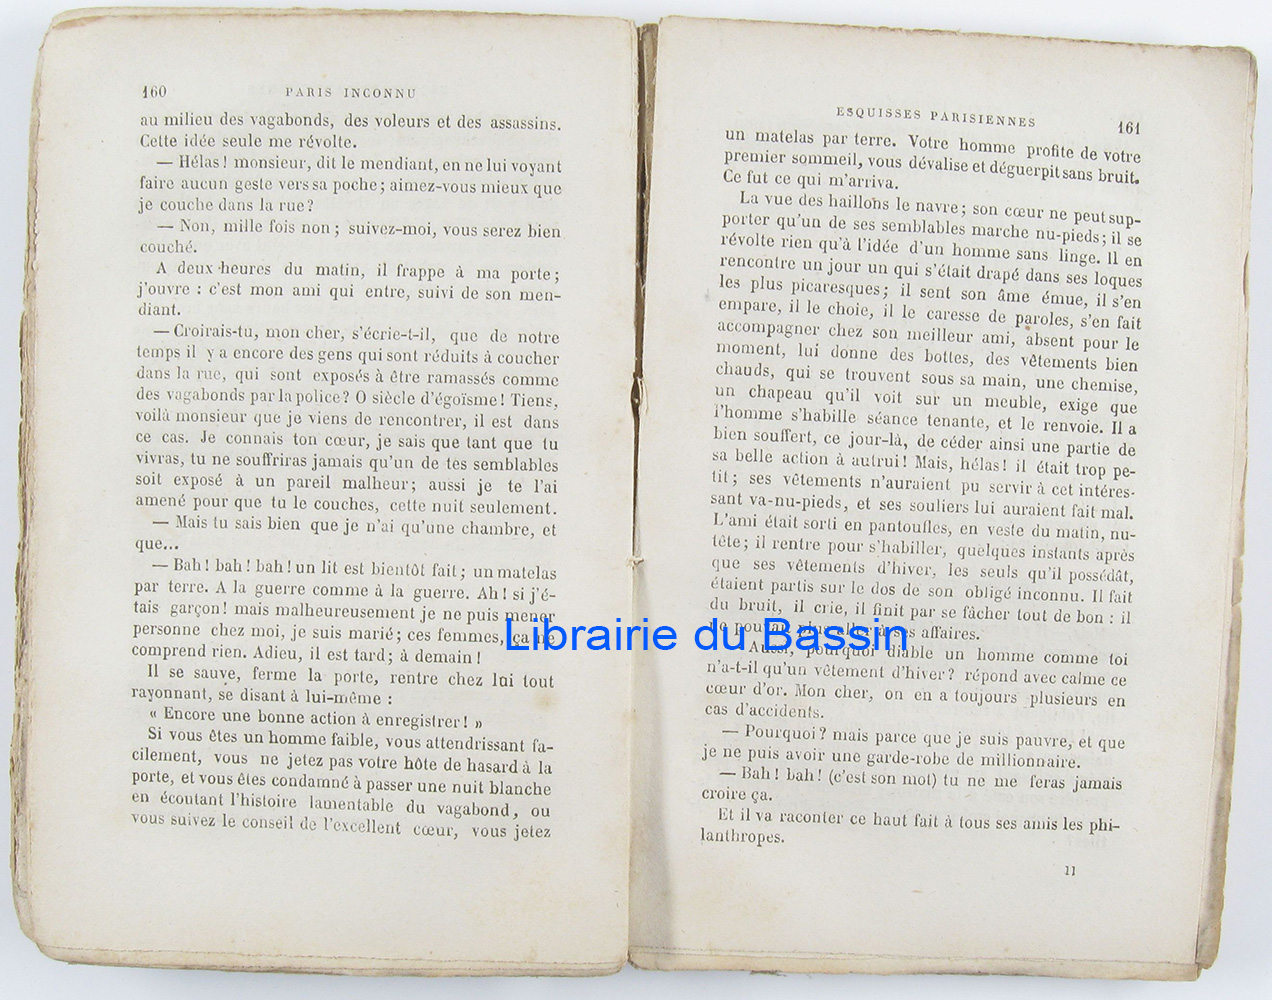 160 PARIS INCONNU
au milieu des vagabonds, des voleurs et des assassins.
Cette idée seule me révolte.
— Hélas! monsieur, dit le mendiant, en ne lui voyant
faire aucun geste vers sa poche; aimez-vous mieux que
je couche dans la rue?
— Non, mille fois non; suivez-moi, vous serez bien
couché.
A deux heures du matin, il frappe à ma porte;
j'ouvre : c'est mon ami qui entre, suivi de son men-
diant.
— Croirais-tu, mon cher, s'écrie-t-il, que de notre
temps il y a encore des gens qui sont réduits à coucher
dans la rue, qui sont exposés à être ramassés comme
des vagabonds par la police? O siècle d'égoïsme! Tiens,
voilà monsieur que je viens de rencontrer, il est dans
ce cas. Je connais ton cœur, je sais que tant que tu
vivras, tu ne souffriras jamais qu'un de tes semblables
soit exposé à un pareil malheur; aussi je te l'ai
amené pour que tu le couches, cette nuit seulement.
— Mais tu sais bien que je n'ai qu'une chambre, et
que...
— Bah! bah! bah! un lit est bientôt fait; un matelas
par terre. A la guerre comme à la guerre. Ah! si j'é-
tais garçon! mais malheureusement je ne puis mener
personne chez moi, je suis marié; ces femmes, ça ne
comprend rien. Adieu, il est tard; à demain!
Il se sauve, ferme la porte, rentre chez lui tout
rayonnant, se disant à lui-même :
« Encore une bonne action à enregistrer! »
Si vous êtes un homme faible, vous attendrissant fa-
cilement, vous ne jetez pas votre hôte de hasard à la
porte, et vous êtes condamné à passer une nuit blanche
en écoutant l'histoire lamentable du vagabond, ou
vous suivez le conseil de l'excellent cœur, vous jetez
ESQUISSES PARISIENNES 161
un matelas par terre. Votre homme profite de votre
premier sommeil, vous dévalise et déguerpit sans bruit.
Ce fut ce qui m'arriva.
La vue des haillons le navre; son cœur ne peut sup-
porter qu'un de ses semblables marche nu-pieds; il se
révolte rien qu'à l'idée d'un homme sans linge. Il en
rencontre un jour un qui s'était drapé dans ses loques
les plus picaresques; il sent son âme émue, il s'en
empare, il le choie, il le caresse de paroles, s'en fait
accompagner chez son meilleur ami, absent pour le
moment, lui donne des bottes, des vêtements bien
chauds, qui se trouvent sous sa main, une chemise,
un chapeau qu'il voit sur un meuble, exige que
l'homme s'habille séance tenante, et le renvoie. Il a
bien souffert, ce jour-là, de céder ainsi une partie de
sa belle action à autrui! Mais, hélas! il était trop pe-
tit; ses vêtements n'auraient pu servir à cet intéres-
sant va-nu-pieds, et ses souliers lui auraient fait mal.
L'ami était sorti en pantoufles, en veste du matin, nu-
tête; il rentre pour s'habiller, quelques instants après
que ses vêtements d'hiver, les seuls qu'il possédât,
étaient partis sur le dos de son obligé inconnu. Il fait
du bruit, il crie, il finit par se fâcher tout de bon : il
ne pouvait plus aller à ses affaires.
— Aussi, pourquoi diable un homme comme toi
n'a-t-il qu'un vêtement d'hiver? répond avec calme ce
cœur d'or. Mon cher, on en a toujours plusieurs en
cas d'accidents.
— Pourquoi? mais parce que je suis pauvre, et que
je ne puis avoir une garde-robe de millionnaire.
— Bah! bah! (c'est son mot) tu ne me feras jamais
croire ça.
Et il va raconter ce haut fait à tous ses amis les phi-
lanthropes.
11
Librairie du Bassin